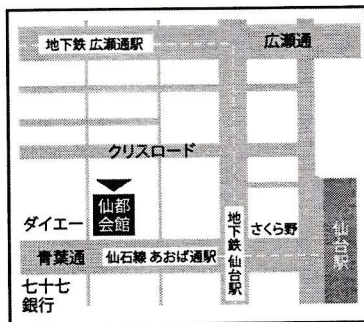 地下鉄 広瀬通駅
広瀬通
クリスロード
仙都
会館
ダイエー
地下鉄 仙台駅
さくら野
仙台駅
青葉通
仙石線 あおば通駅
七十七
銀行